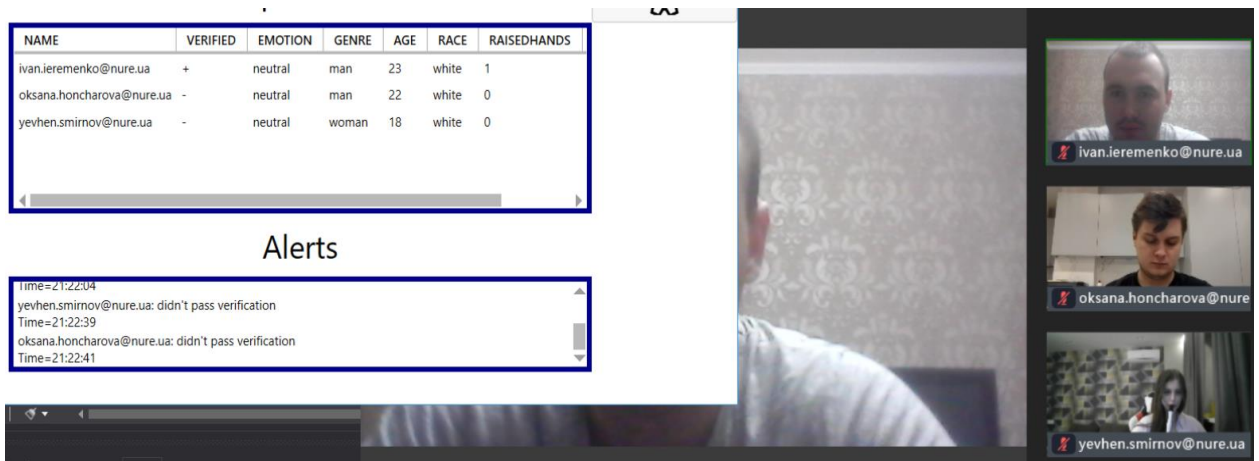 NAME VERIFIED EMOTION GENRE AGE RACE RAISEDHANDS
ivan.ieremenko@nure.ua + neutral man 23 white 1
oksana.honcharova@nure.ua - neutral man 22 white 0
yevhen.smirnov@nure.ua - neutral woman 18 white 0
Alerts
Time=21:22:04
yevhen.smirnov@nure.ua: didn't pass verification
Time=21:22:39
oksana.honcharova@nure.ua: didn't pass verification
Time=21:22:41
ivan.ieremenko@nure.ua
oksana.honcharova@nure
yevhen.smirnov@nure.ua